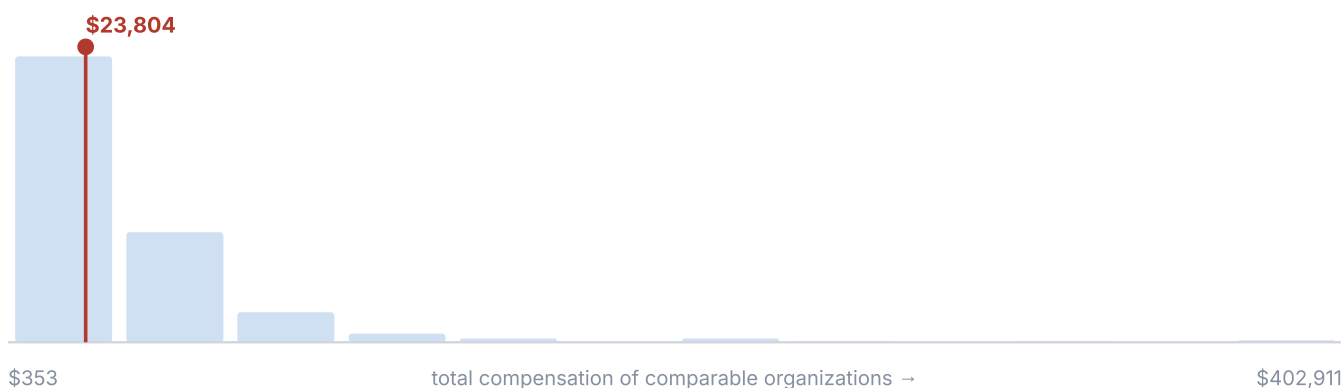 $23,804
$353
total compensation of comparable organizations →
$402,911